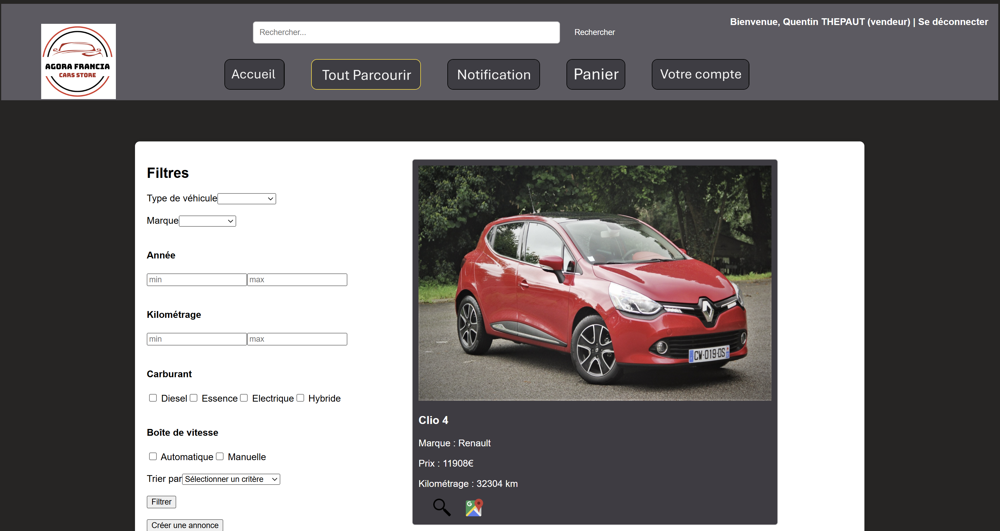 Bienvenue, Quentin THEPAUT (vendeur) | Se déconnecter
Rechercher...
Rechercher
AGORA FRANCIA
CARS STORE
Accueil
Tout Parcourir
Notification
Panier
Votre compte
Filtres
Type de véhicule
Marque
Année
min
max
Kilométrage
min
max
Carburant
Diesel
Essence
Electrique
Hybride
Boîte de vitesse
Automatique
Manuelle
Trier par
Sélectionner un critère
Filtrer
Créer une annonce
CW-019-DS
Clio 4
Marque : Renault
Prix : 11908€
Kilométrage : 32304 km
G